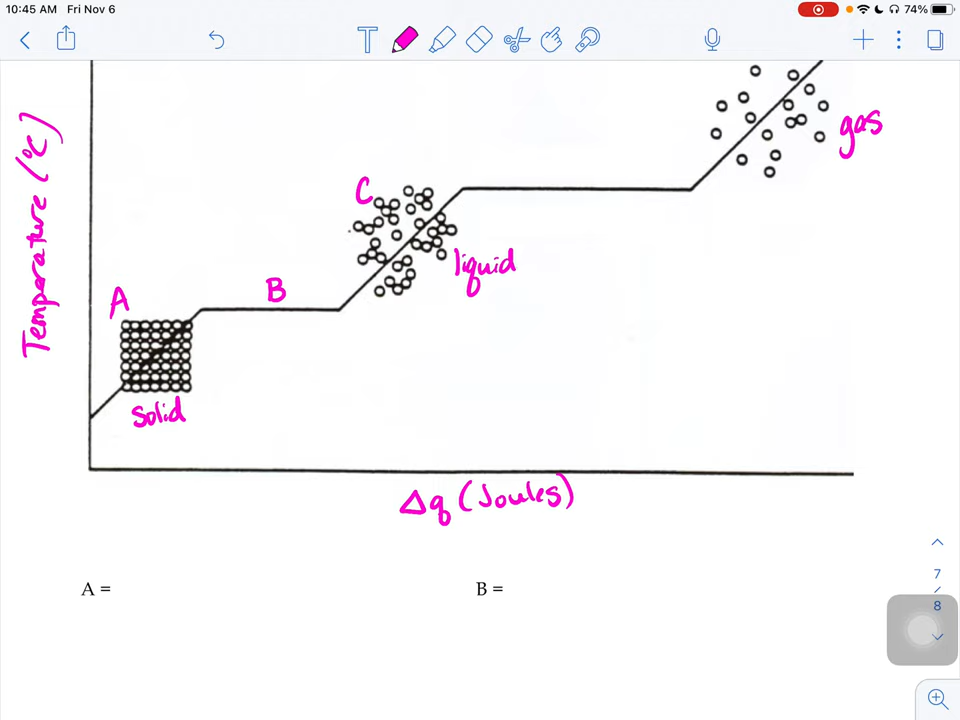 10:45 AM Fri Nov 6
74%
T
Temperature (°C)
gas
C
liquid
B
A
solid
Δq (Joules)
A =
B =
7
/
8